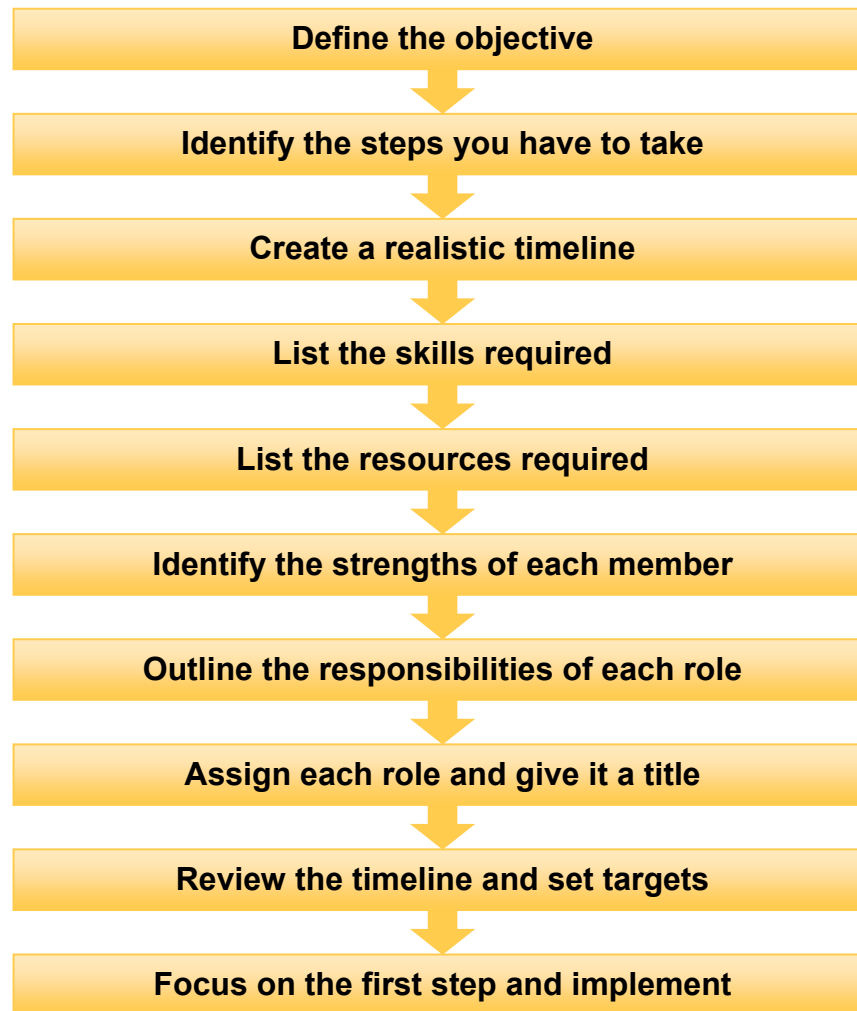 Define the objective
Identify the steps you have to take
Create a realistic timeline
List the skills required
List the resources required
Identify the strengths of each member
Outline the responsibilities of each role
Assign each role and give it a title
Review the timeline and set targets
Focus on the first step and implement